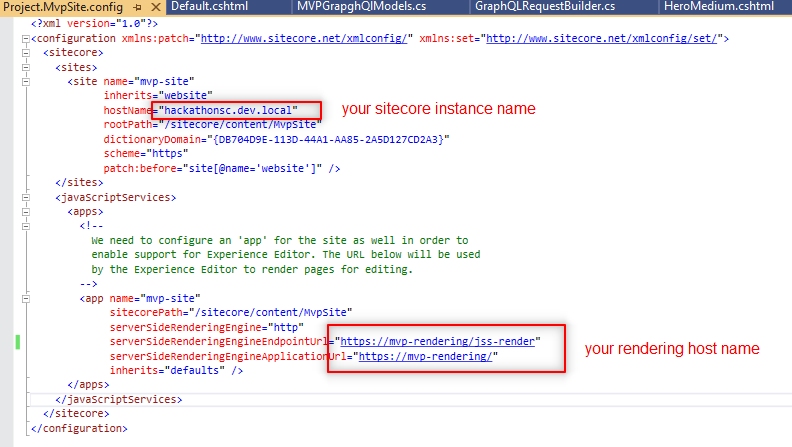 Project.MvpSite.config Default.cshtml MVPGrapghQlModels.cs GraphQLRequestBuilder.cs HeroMedium.cshtml
<?xml version="1.0"?>
<configuration xmlns:patch="http://www.sitecore.net/xmlconfig/" xmlns:set="http://www.sitecore.net/xmlconfig/set/">
<sitecore>
<sites>
<site name="mvp-site"
inherits="website"
hostName="hackathonsc.dev.local" your sitecore instance name
rootPath="/sitecore/content/MvpSite"
dictionaryDomain="{DB704D9E-113D-44A1-AA85-2A5D127CD2A3}"
scheme="https"
patch:before="site[@name='website']" />
</sites>
<javaScriptServices>
<apps>
<!--
We need to configure an 'app' for the site as well in order to
enable support for Experience Editor. The URL below will be used
by the Experience Editor to render pages for editing.
-->
<app name="mvp-site"
sitecorePath="/sitecore/content/MvpSite"
serverSideRenderingEngine="http"
serverSideRenderingEngineEndpointUrl="https://mvp-rendering/jss-render"
serverSideRenderingEngineApplicationUrl="https://mvp-rendering/" your rendering host name
inherits="defaults" />
</apps>
</javaScriptServices>
</sitecore>
</configuration>